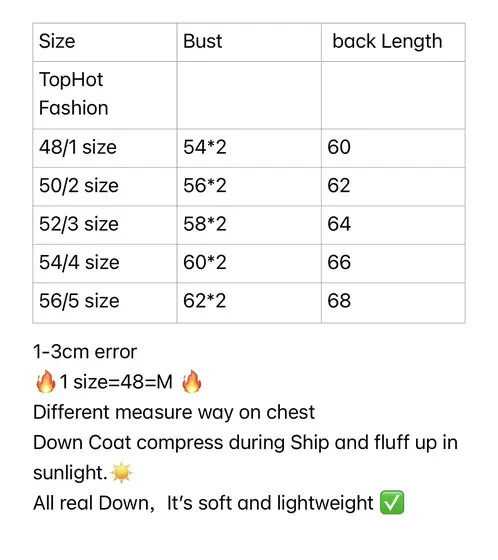 Size Bust back Length
TopHot
Fashion
48/1 size 54*2 60
50/2 size 56*2 62
52/3 size 58*2 64
54/4 size 60*2 66
56/5 size 62*2 68
1-3cm error
🔥1 size=48=M 🔥
Different measure way on chest
Down Coat compress during Ship and fluff up in
sunlight.☀️
All real Down，It's soft and lightweight ✅